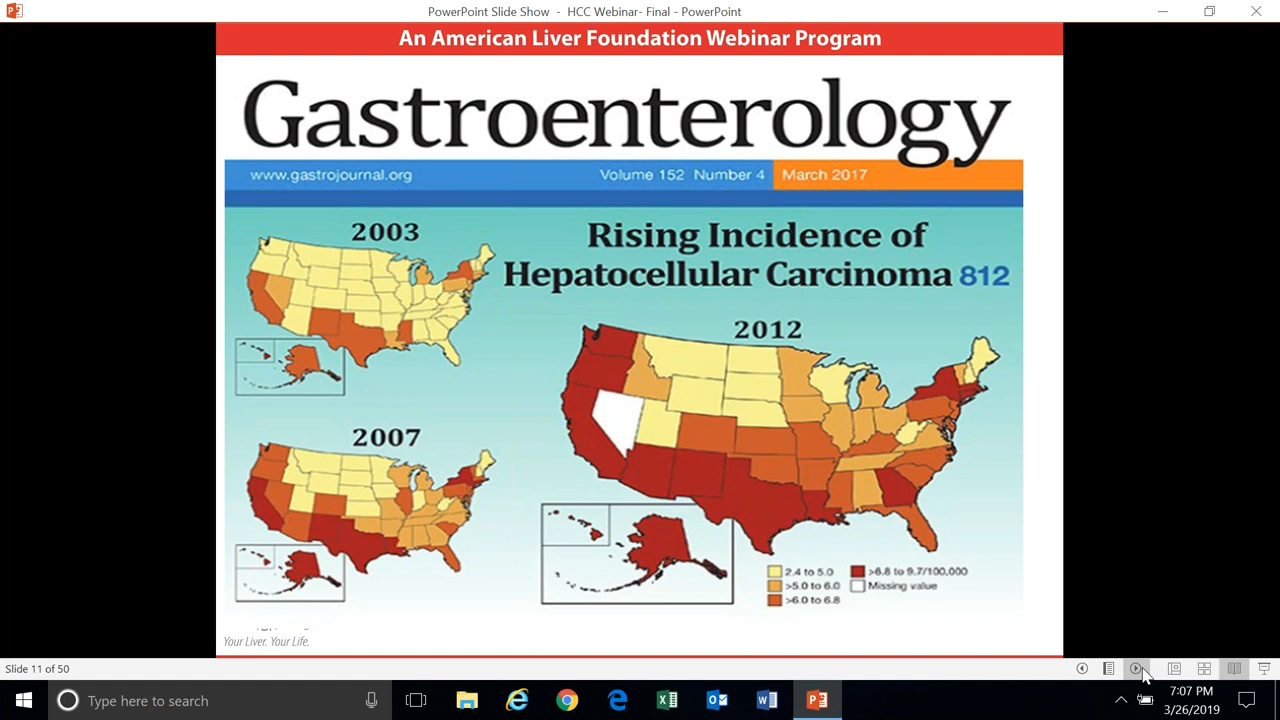 PowerPoint Slide Show - HCC Webinar- Final - PowerPoint
An American Liver Foundation Webinar Program
Gastroenterology
www.gastrojournal.org
Volume 152 Number 4
March 2017
2003
Rising Incidence of
Hepatocellular Carcinoma 812
2012
2007
2.4 to 5.0
>5.0 to 6.0
>6.0 to 6.8
>6.8 to 9.7/100,000
Missing value
Your Liver. Your Life.
Slide 11 of 50
Type here to search
7:07 PM
3/26/2019